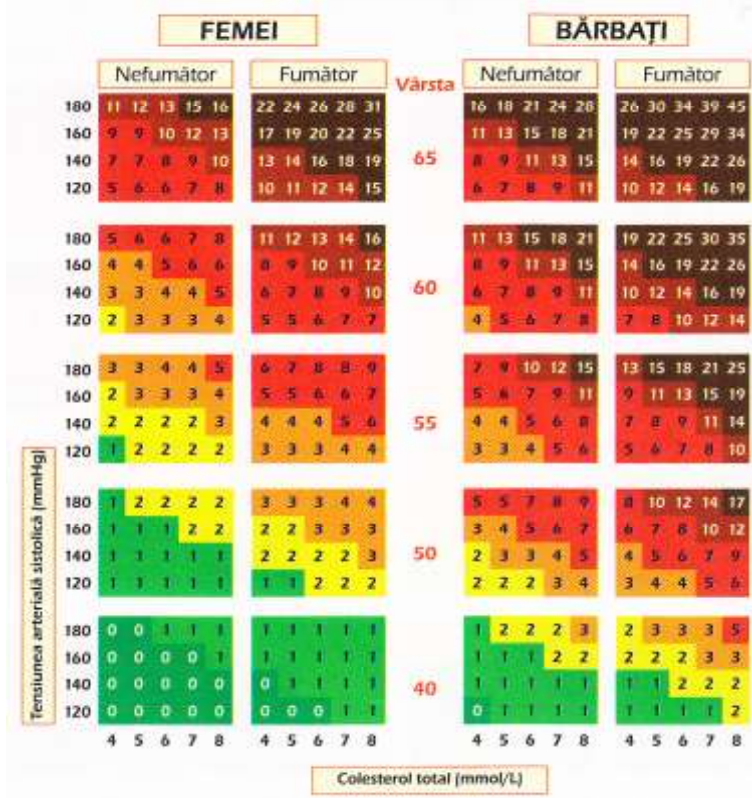 FEMEI BĂRBAȚI
Nefumător Fumător Vârsta Nefumător Fumător
180 11 12 13 15 16 22 24 26 28 31 16 18 21 24 28 26 30 34 39 45
160 9 9 10 12 13 17 19 20 22 25 11 13 15 18 21 19 22 25 29 34
140 7 7 8 9 10 13 14 16 18 19 65 8 9 11 13 15 14 16 19 22 26
120 5 6 6 7 8 10 11 12 14 15 6 7 8 9 11 10 12 14 16 19
180 5 6 6 7 8 11 12 13 14 16 11 13 15 18 21 19 22 25 30 35
160 4 4 5 6 6 8 9 10 11 12 8 9 11 13 15 14 16 19 22 26
140 3 3 4 4 5 6 7 8 9 10 60 6 7 8 9 11 10 12 14 16 19
120 2 3 3 3 4 5 5 6 7 7 4 5 6 7 8 7 8 10 12 14
180 3 3 4 4 5 6 7 8 8 9 7 9 10 12 15 13 15 18 21 25
160 2 3 3 3 4 5 5 6 6 7 5 6 7 9 11 9 11 13 15 19
140 2 2 2 2 3 4 4 4 5 6 55 4 4 5 6 8 7 8 9 11 14
120 1 2 2 2 2 3 3 3 4 4 3 3 4 5 6 5 6 7 8 10
180 1 2 2 2 2 3 3 3 4 4 5 5 7 8 9 8 10 12 14 17
160 1 1 1 2 2 2 2 3 3 3 3 4 5 6 7 6 7 8 10 12
140 1 1 1 1 1 2 2 2 2 3 50 2 3 3 4 5 4 5 6 7 9
120 1 1 1 1 1 1 1 2 2 2 2 2 2 3 4 3 4 4 5 6
180 0 0 1 1 1 1 1 1 1 1 1 2 2 2 3 2 3 3 3 5
160 0 0 0 0 1 1 1 1 1 1 1 1 1 2 2 2 2 2 3 3
140 0 0 0 0 0 0 1 1 1 1 40 1 1 1 1 1 1 1 2 2 2
120 0 0 0 0 0 0 0 0 1 1 0 1 1 1 1 1 1 1 1 2
4 5 6 7 8 4 5 6 7 8 4 5 6 7 8 4 5 6 7 8
Tensiunea arterială sistolică (mmHg)
Colesterol total (mmol/L)